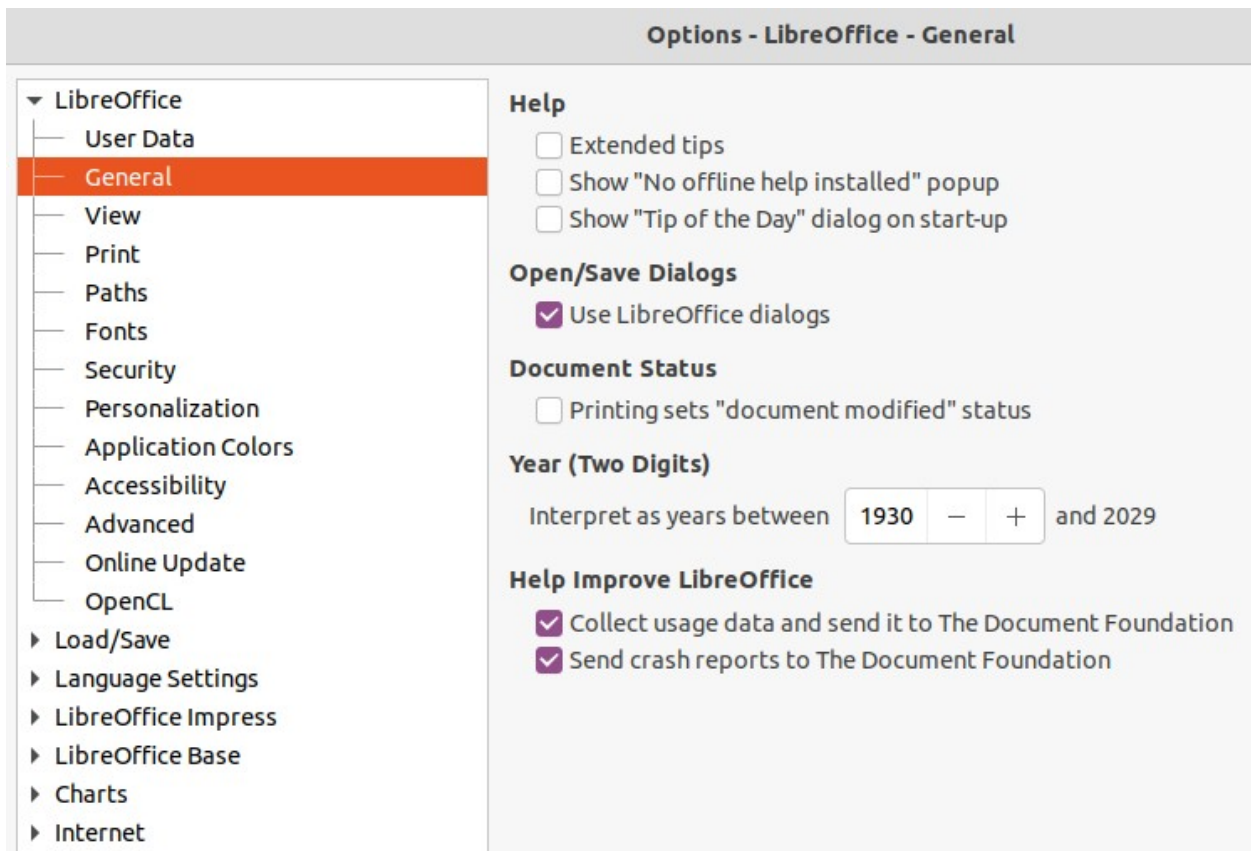 Options - LibreOffice - General
LibreOffice
User Data
General
View
Print
Paths
Fonts
Security
Personalization
Application Colors
Accessibility
Advanced
Online Update
OpenCL
Load/Save
Language Settings
LibreOffice Impress
LibreOffice Base
Charts
Internet
Help
Extended tips
Show "No offline help installed" popup
Show "Tip of the Day" dialog on start-up
Open/Save Dialogs
Use LibreOffice dialogs
Document Status
Printing sets "document modified" status
Year (Two Digits)
Interpret as years between 1930 − + and 2029
Help Improve LibreOffice
Collect usage data and send it to The Document Foundation
Send crash reports to The Document Foundation